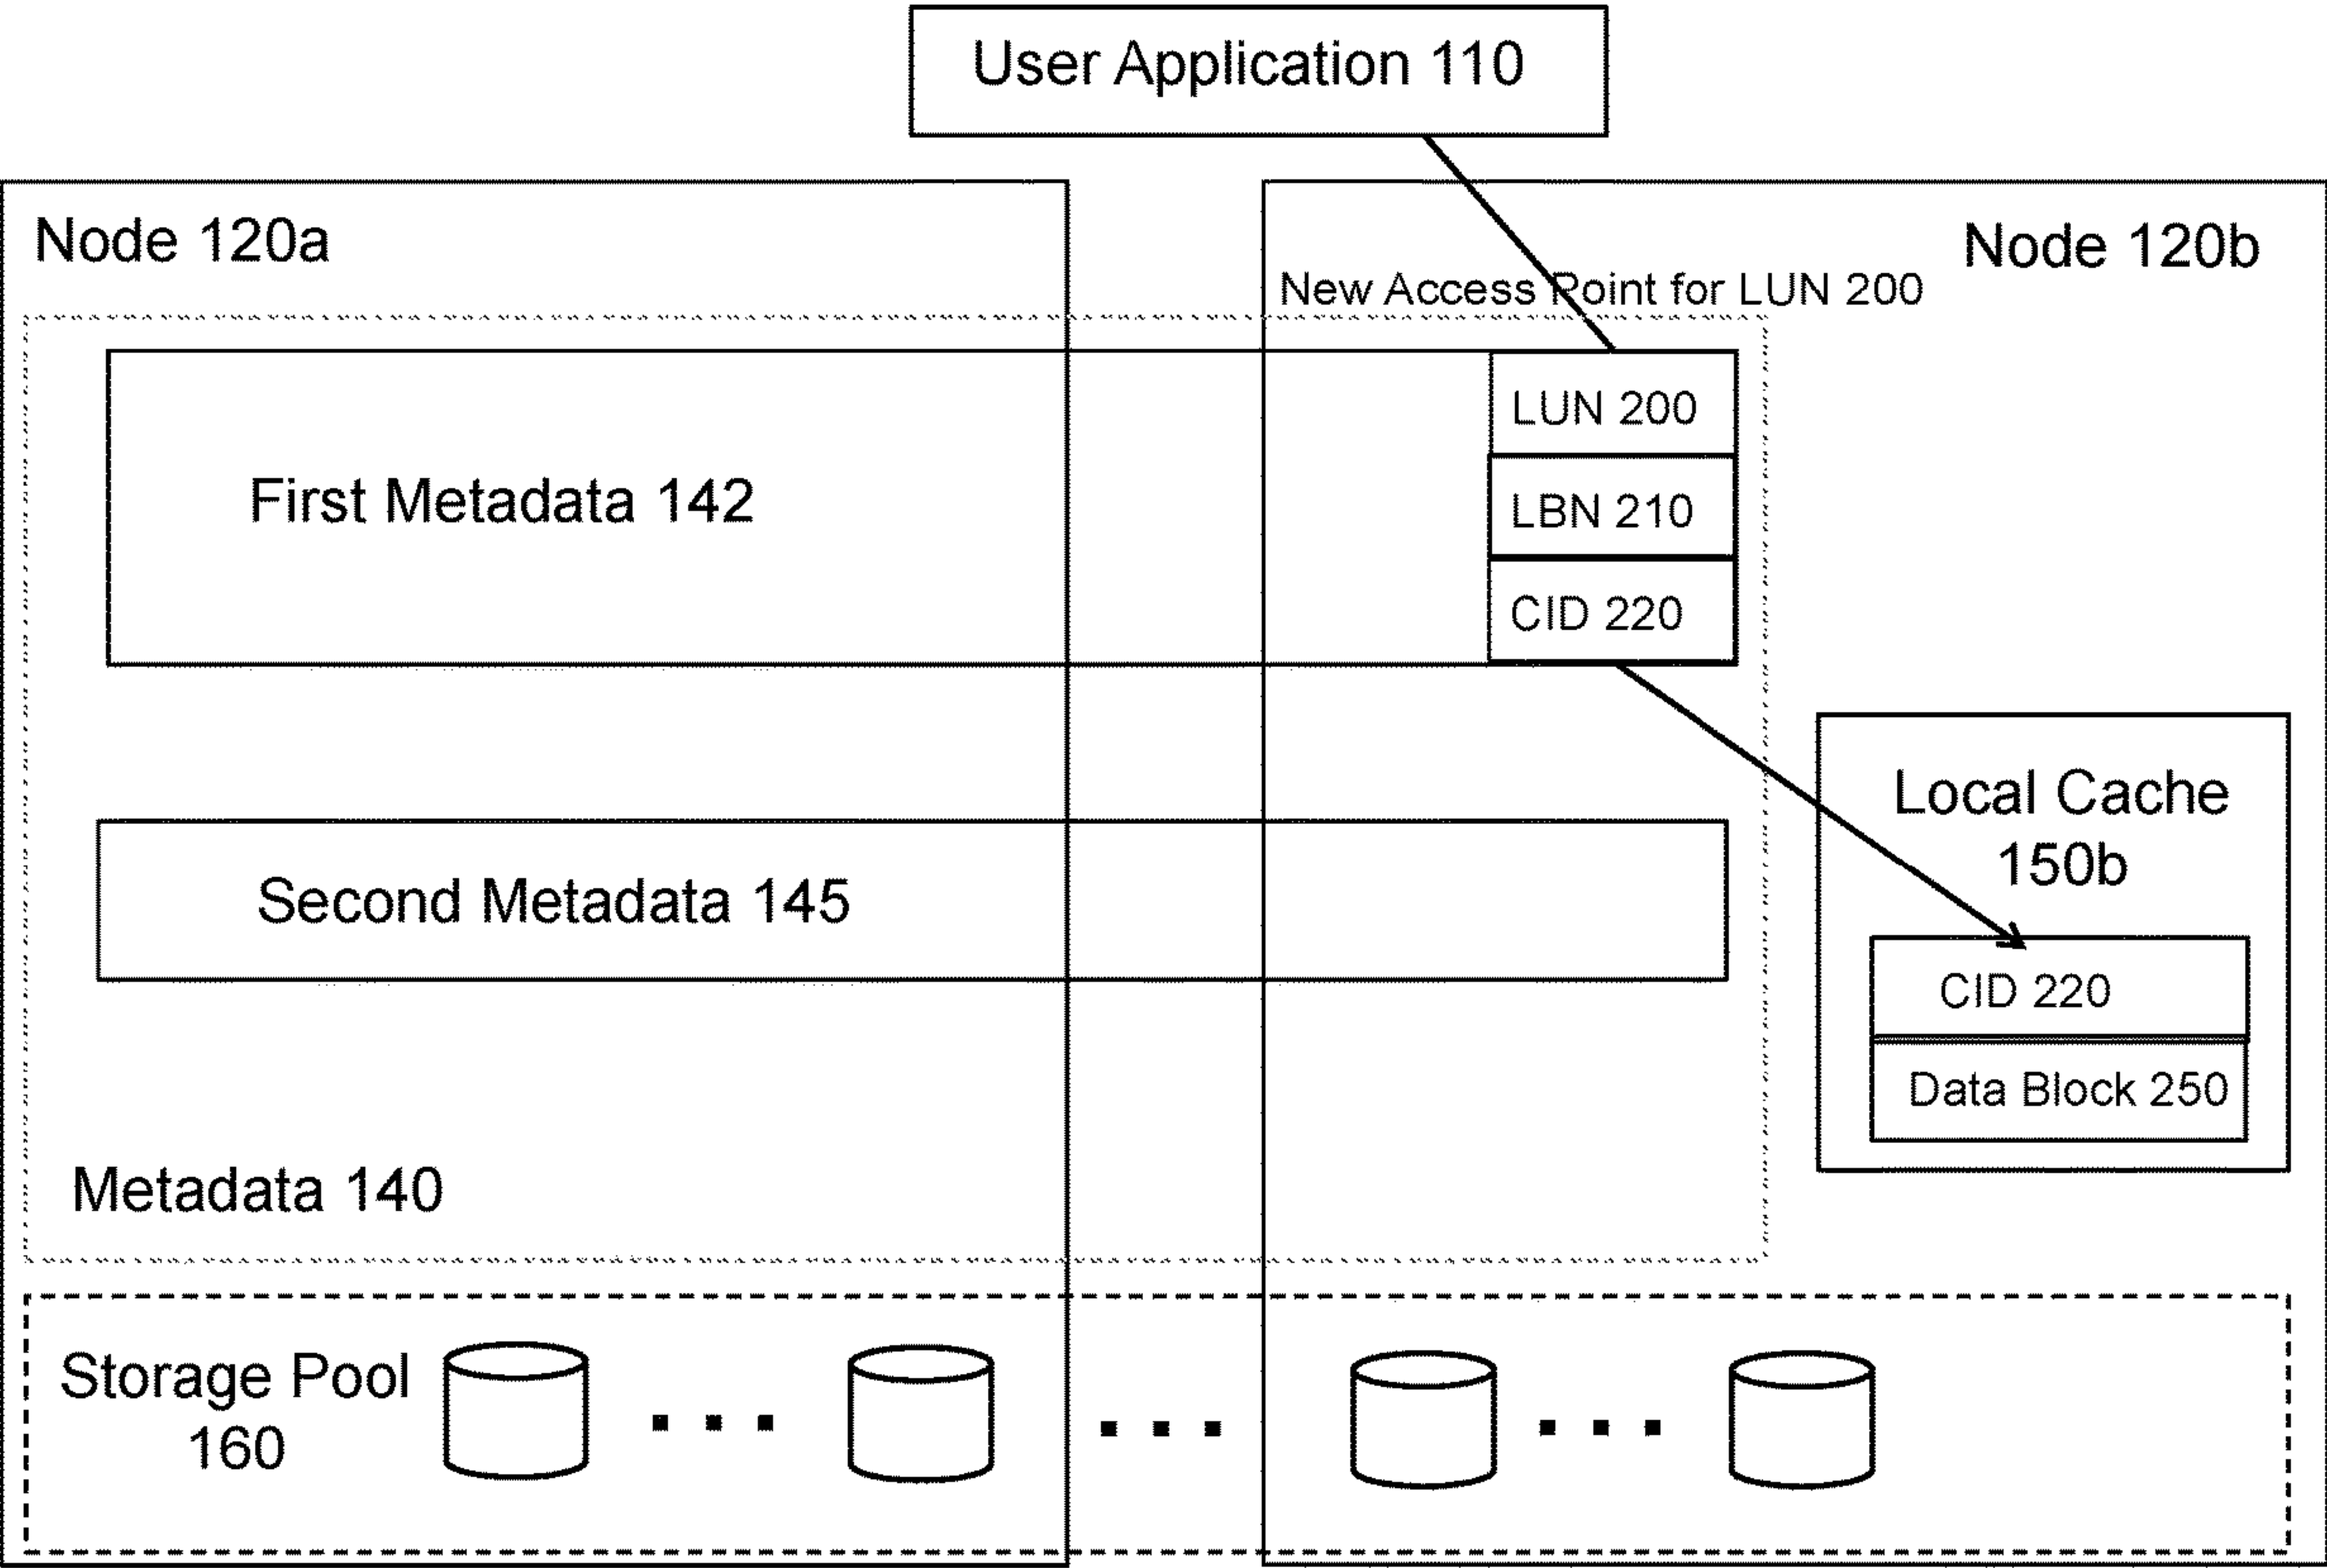 User Application 110
Node 120a
Node 120b
New Access Point for LUN 200
LUN 200
First Metadata 142
LBN 210
CID 220
Local Cache
150b
Second Metadata 145
CID 220
Data Block 250
Metadata 140
Storage Pool
160